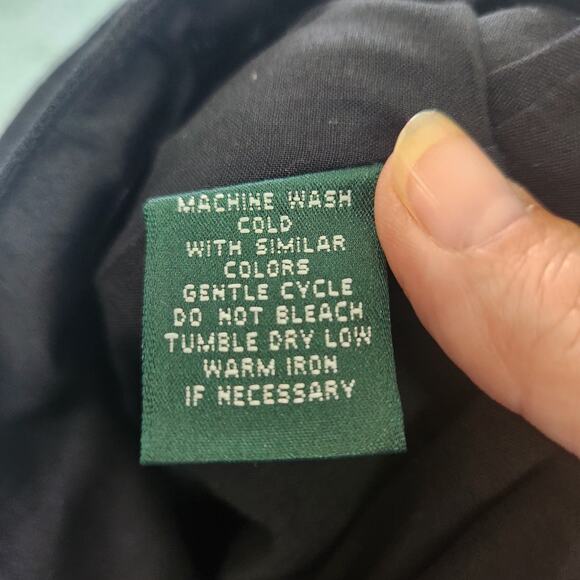 MACHINE WASH
COLD
WITH SIMILAR
COLORS
GENTLE CYCLE
DO NOT BLEACH
TUMBLE DRY LOW
WARM IRON
IF NECESSARY